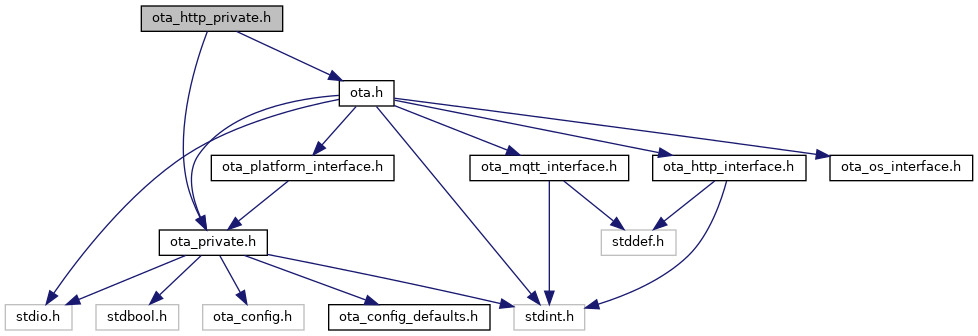 ota_http_private.h
ota.h
ota_platform_interface.h
ota_mqtt_interface.h
ota_http_interface.h
ota_os_interface.h
ota_private.h
stddef.h
stdio.h
stdbool.h
ota_config.h
ota_config_defaults.h
stdint.h